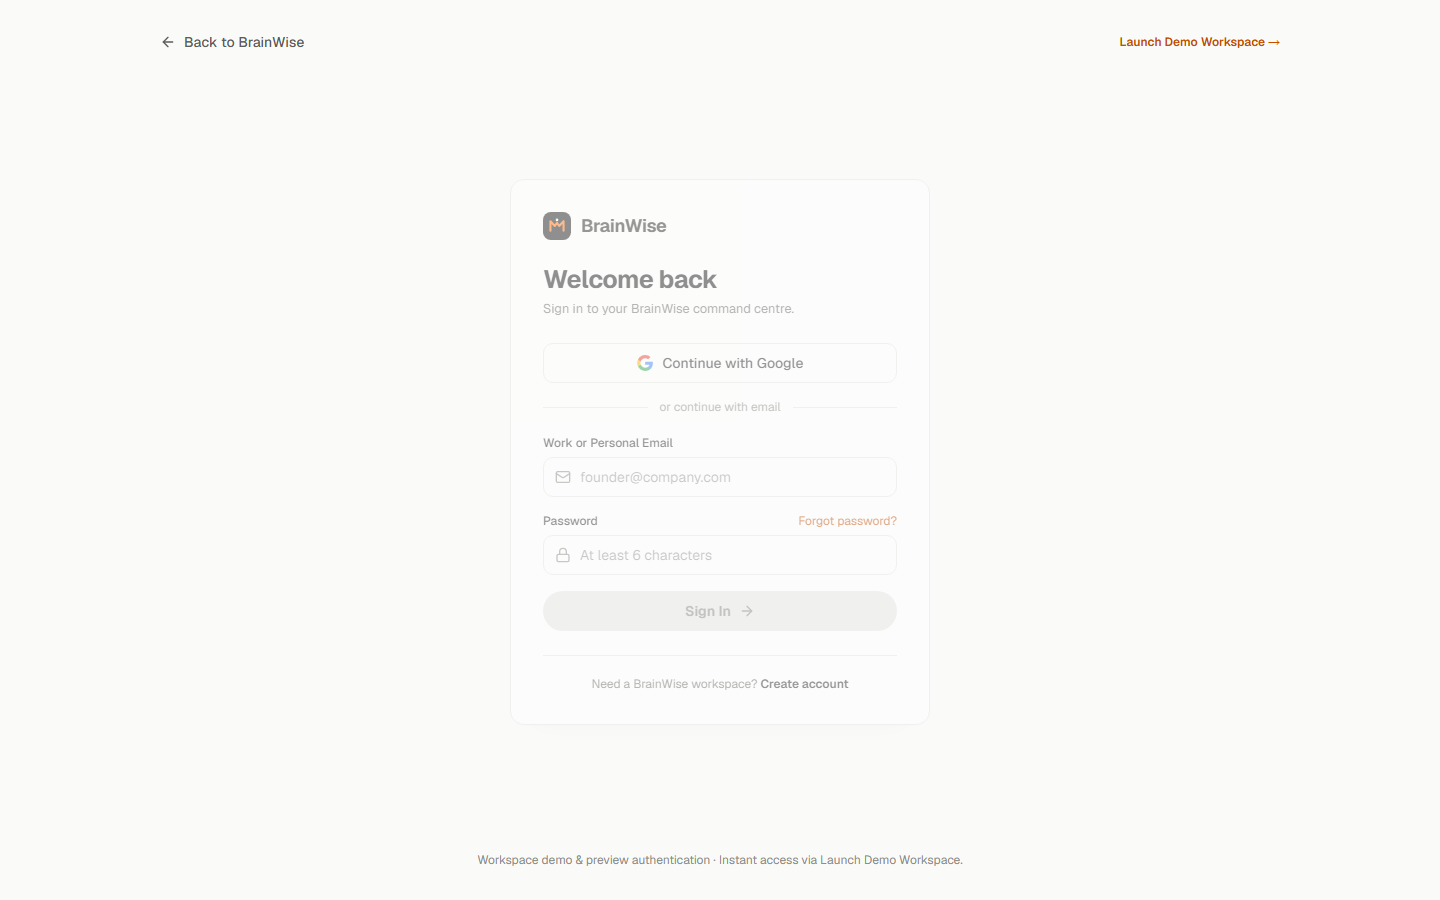 Back to BrainWise
Launch Demo Workspace →
BrainWise
Welcome back
Sign in to your BrainWise command centre.
Continue with Google
or continue with email
Work or Personal Email
founder@company.com
Password
Forgot password?
At least 6 characters
Sign In →
Need a BrainWise workspace? Create account
Workspace demo & preview authentication · Instant access via Launch Demo Workspace.